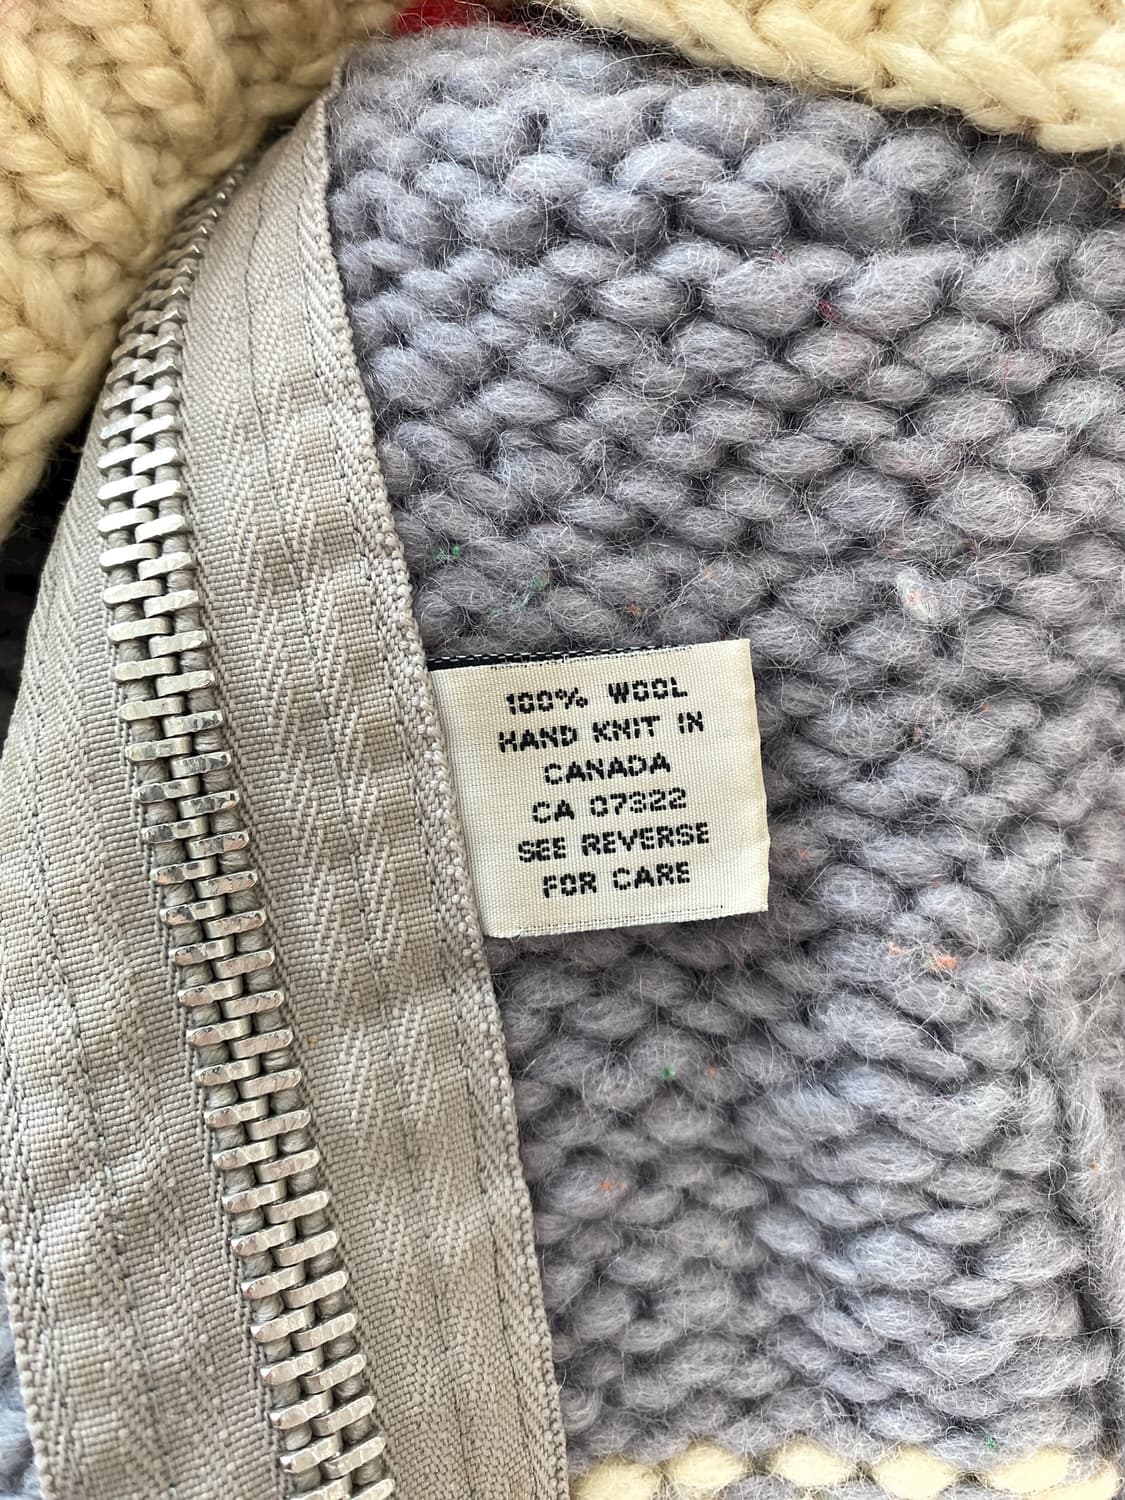 100% WOOL
HAND KNIT IN
CANADA
CA 07322
SEE REVERSE
FOR CARE